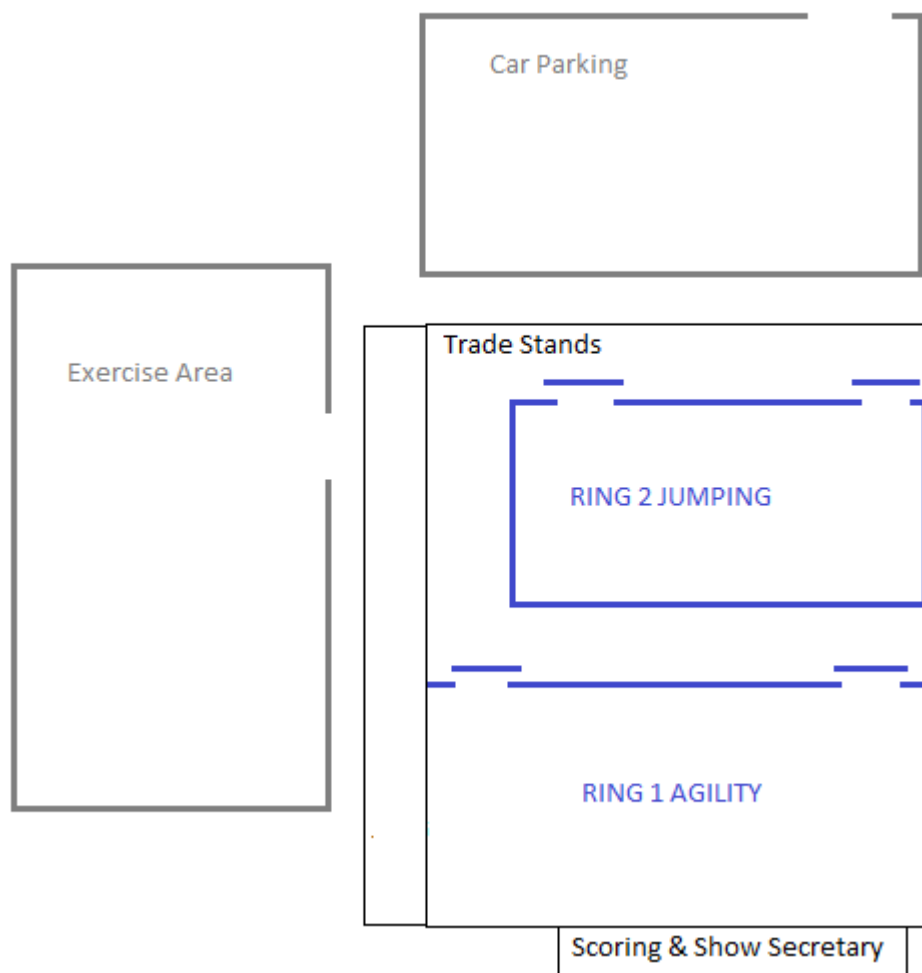 Car Parking
Exercise Area
Trade Stands
RING 2 JUMPING
RING 1 AGILITY
Scoring & Show Secretary